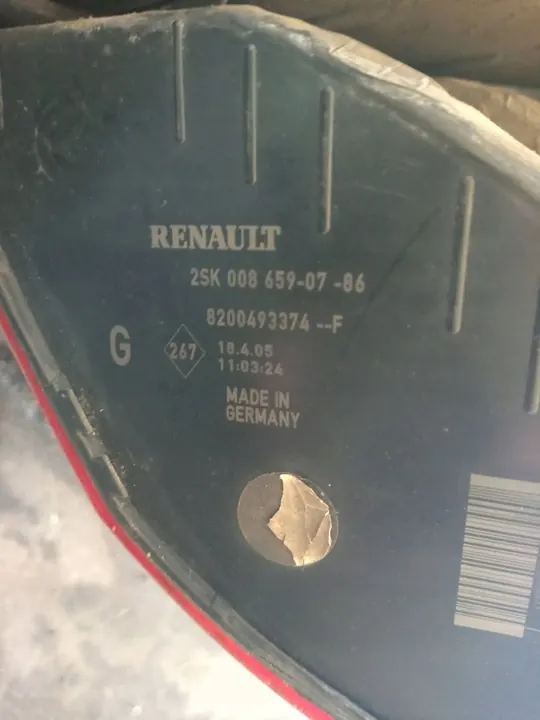 RENAULT
2SK 008 659-07 -86
8200493374 --F
G
267
18.4.05
11:03:24
MADE IN
GERMANY